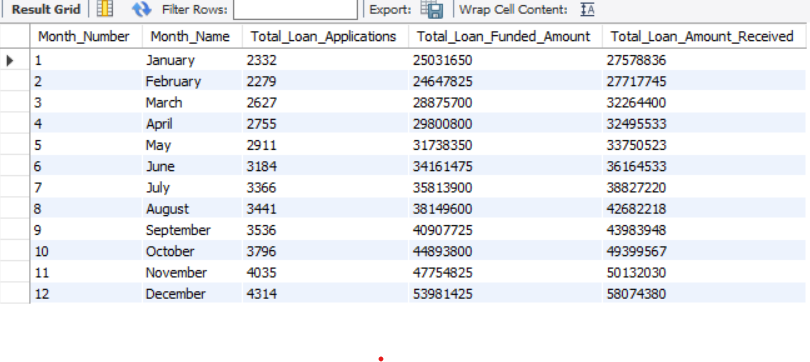 Result Grid Filter Rows: Export: Wrap Cell Content: IA
Month_Number Month_Name Total_Loan_Applications Total_Loan_Funded_Amount Total_Loan_Amount_Received
1 January 2332 25031650 27578836
2 February 2279 24647825 27717745
3 March 2627 28875700 32264400
4 April 2755 29800800 32495533
5 May 2911 31738350 33750523
6 June 3184 34161475 36164533
7 July 3366 35813900 38827220
8 August 3441 38149600 42682218
9 September 3536 40907725 43983948
10 October 3796 44893800 49399567
11 November 4035 47754825 50132030
12 December 4314 53981425 58074380